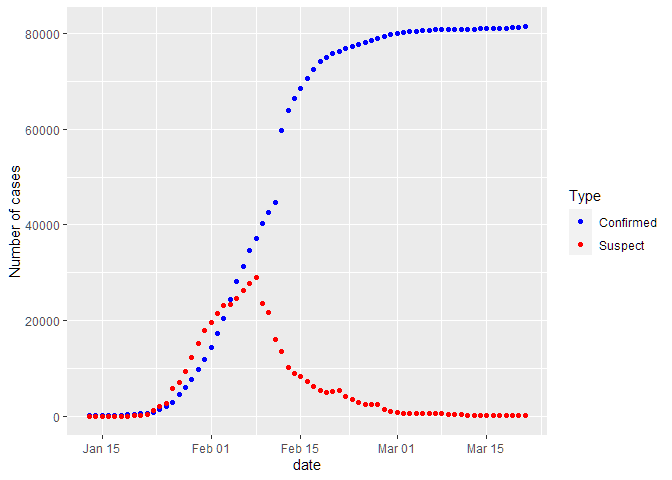 80000
60000
40000
20000
0
Number of cases
Jan 15
Feb 01
Feb 15
Mar 01
Mar 15
date
Type
Confirmed
Suspect